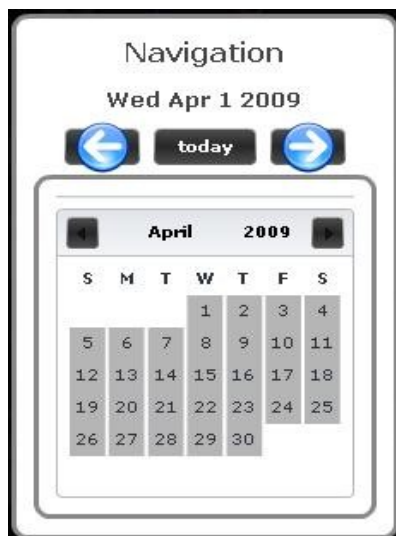 Navigation
Wed Apr 1 2009
today
April 2009
S M T W T F S
1 2 3 4
5 6 7 8 9 10 11
12 13 14 15 16 17 18
19 20 21 22 23 24 25
26 27 28 29 30